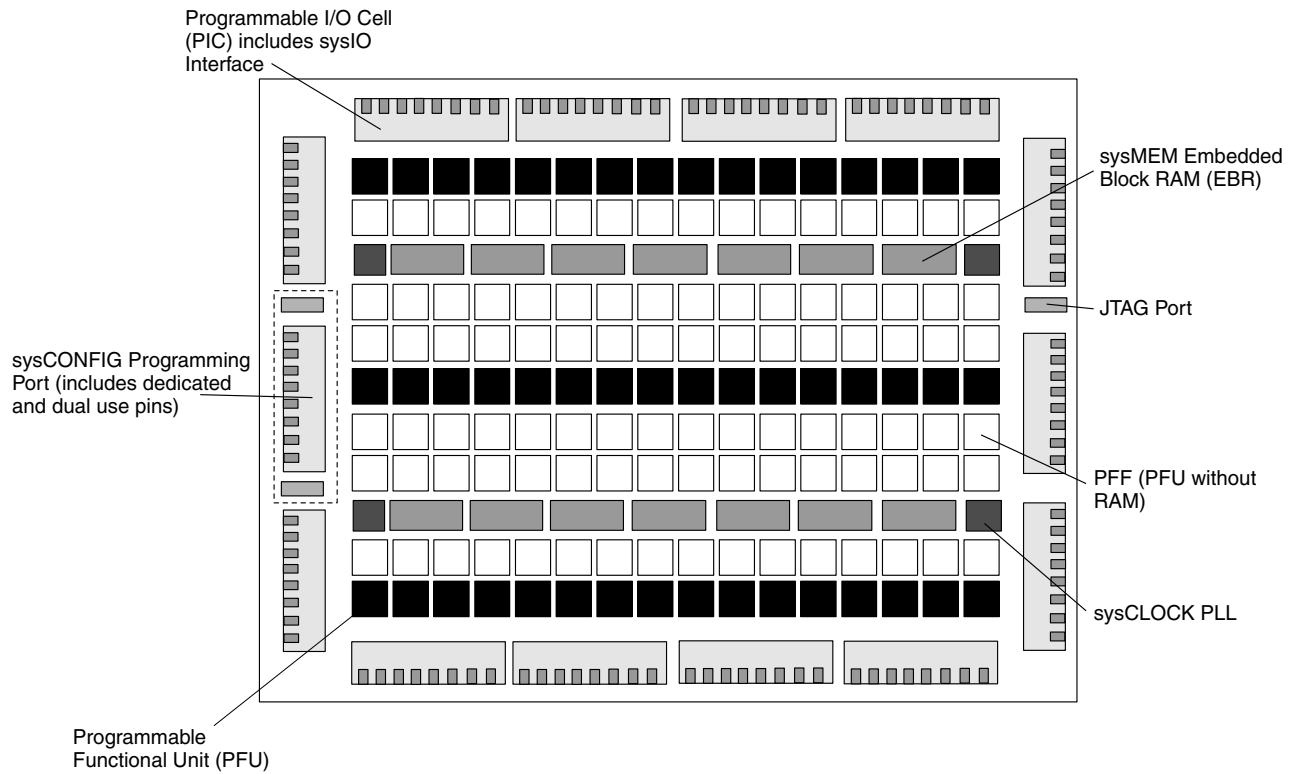 Programmable I/O Cell
(PIC) includes sysIO
Interface
sysMEM Embedded
Block RAM (EBR)
JTAG Port
sysCONFIG Programming
Port (includes dedicated
and dual use pins)
PFF (PFU without
RAM)
sysCLOCK PLL
Programmable
Functional Unit (PFU)